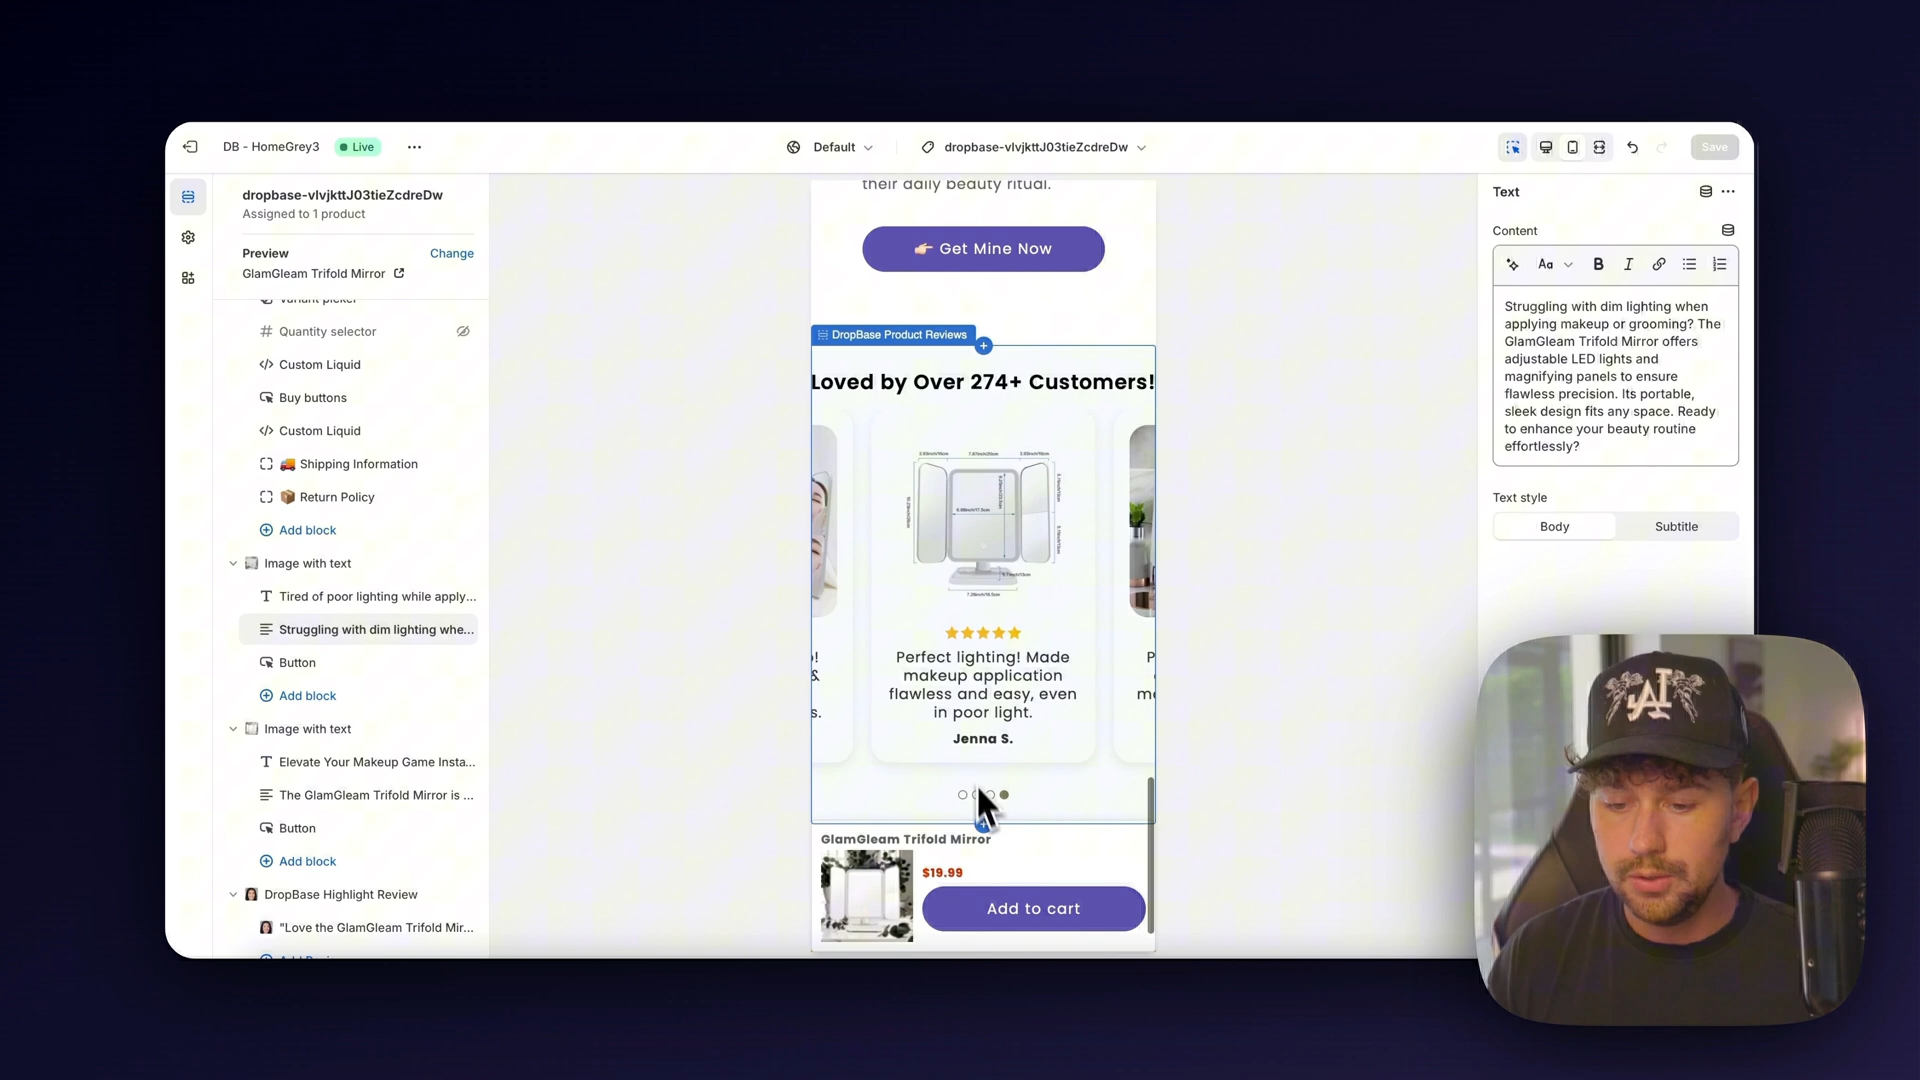 DB - HomeGrey3
Live
Default
dropbase-vlvjkttJ03tieZcdreDw
Save
dropbase-vlvjkttJ03tieZcdreDw
Assigned to 1 product
Preview
Change
GlamGleam Trifold Mirror
Variant picker
Quantity selector
Custom Liquid
Buy buttons
Custom Liquid
🚚 Shipping Information
📦 Return Policy
Add block
Image with text
Tired of poor lighting while apply...
Struggling with dim lighting whe...
Button
Add block
Image with text
Elevate Your Makeup Game Insta...
The GlamGleam Trifold Mirror is ...
Button
Add block
DropBase Highlight Review
"Love the GlamGleam Trifold Mir...
their daily beauty ritual.
👉🏻 Get Mine Now
DropBase Product Reviews
Loved by Over 274+ Customers!
Perfect lighting! Made
makeup application
flawless and easy, even
in poor light.
Jenna S.
GlamGleam Trifold Mirror
$19.99
Add to cart
Text
Content
Aa
B
I
Struggling with dim lighting when
applying makeup or grooming? The
GlamGleam Trifold Mirror offers
adjustable LED lights and
magnifying panels to ensure
flawless precision. Its portable,
sleek design fits any space. Ready
to enhance your beauty routine
effortlessly?
Text style
Body
Subtitle